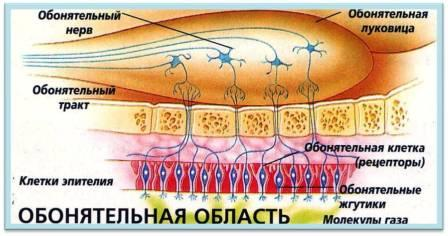 Обонятельный
нерв
Обонятельная
луковица
Обонятельный
тракт
Обонятельная клетка
(рецепторы)
Клетки эпителия
Обонятельные
жгутики
ОБОНЯТЕЛЬНАЯ ОБЛАСТЬ
Молекулы газа